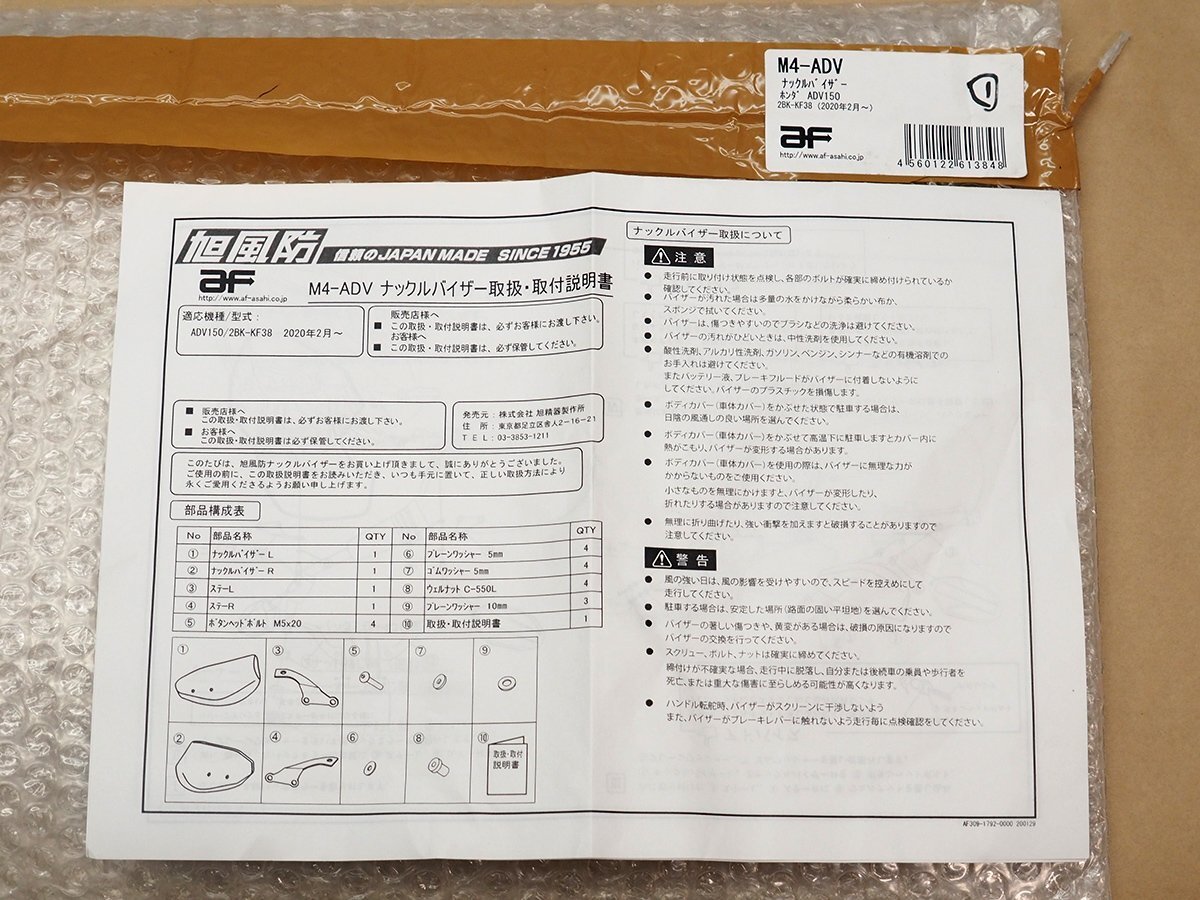 M4-ADV
ナックルバイザー
ホンダ ADV150
2BK-KF38 (2020年2月～)
af
http://www.af-asahi.co.jp
4 560122 613848
旭風防 信頼のJAPAN MADE SINCE 1955
af
http://www.af-asahi.co.jp
M4-ADV ナックルバイザー取扱・取付説明書
適応機種/型式：
ADV150/2BK-KF38 2020年2月～
販売店様へ
■ この取扱・取付説明書は、必ずお客様にお渡し下さい。
お客様へ
■ この取扱・取付説明書は、必ず保管してください。
■ 販売店様へ
この取扱・取付説明書は、必ずお客様にお渡し下さい。
■ お客様へ
この取扱・取付説明書は必ず保管してください。
発売元：株式会社 旭精器製作所
住 所：東京都足立区舎人2-16-21
TEL：03-3853-1211
このたびは、旭風防ナックルバイザーをお買い上げ頂きまして、誠にありがとうございました。
ご使用の前に、この取扱説明書をお読みいただき、いつも手元に置いて、正しい取扱方法により
永くご愛用くださるようお願い申し上げます。
部品構成表
No 部品名称 QTY No 部品名称 QTY
① ナックルバイザー L 1 ⑥ プレーンワッシャー 5mm 4
② ナックルバイザー R 1 ⑦ ゴムワッシャー 5mm 4
③ ステーL 1 ⑧ ウェルナット C-550L 4
④ ステーR 1 ⑨ プレーンワッシャー 10mm 3
⑤ ボタンヘッドボルト M5x20 4 ⑩ 取扱・取付説明書 1
① ③ ⑤ ⑦ ⑨
② ④ ⑥ ⑧ ⑩
取扱・取付
説明書
ナックルバイザー取扱について
注意
● 走行前に取り付け状態を点検し、各部のボルトが確実に締め付けられているか
確認してください。
● バイザーが汚れた場合は多量の水をかけながら柔らかい布か、
スポンジで拭いてください。
● バイザーは、傷つきやすいのでブラシなどの洗浄は避けてください。
● バイザーの汚れがひどいときは、中性洗剤を使用してください。
● 酸性洗剤、アルカリ性洗剤、ガソリン、ベンジン、シンナーなどの有機溶剤での
お手入れは避けてください。
またバッテリー液、ブレーキフルードがバイザーに付着しないように
してください。バイザーのプラスチックを損傷します。
● ボディカバー(車体カバー)をかぶせた状態で駐車する場合は、
日陰の風通しの良い場所を選んでください。
● ボディカバー(車体カバー)をかぶせて高温下に駐車しますとカバー内に
熱がこもり、バイザーが変形する場合があります。
● ボディカバー(車体カバー)を使用の際は、バイザーに無理な力が
かからないものをご使用ください。
小さなものを無理にかけますと、バイザーが変形したり、
折れたりする場合がありますので注意してください。
● 無理に折り曲げたり、強い衝撃を加えますと破損することがありますので
注意してください。
警告
● 風の強い日は、風の影響を受けやすいので、スピードを控えめにして
走行してください。
● 駐車する場合は、安定した場所(路面の固い平坦地)を選んでください。
● バイザーの著しい傷つきや、黄変がある場合は、破損の原因になりますので
バイザーの交換を行ってください。
● スクリュー、ボルト、ナットは確実に締めてください。
締付けが不確実な場合、走行中に脱落し、自分または後続車の乗員や歩行者を
死亡、または重大な傷害に至らしめる可能性が高くなります。
● ハンドル転舵時、バイザーがスクリーンに干渉しないよう
また、バイザーがブレーキレバーに触れないよう走行毎に点検確認をしてください。
AF309-1792-0000 200129